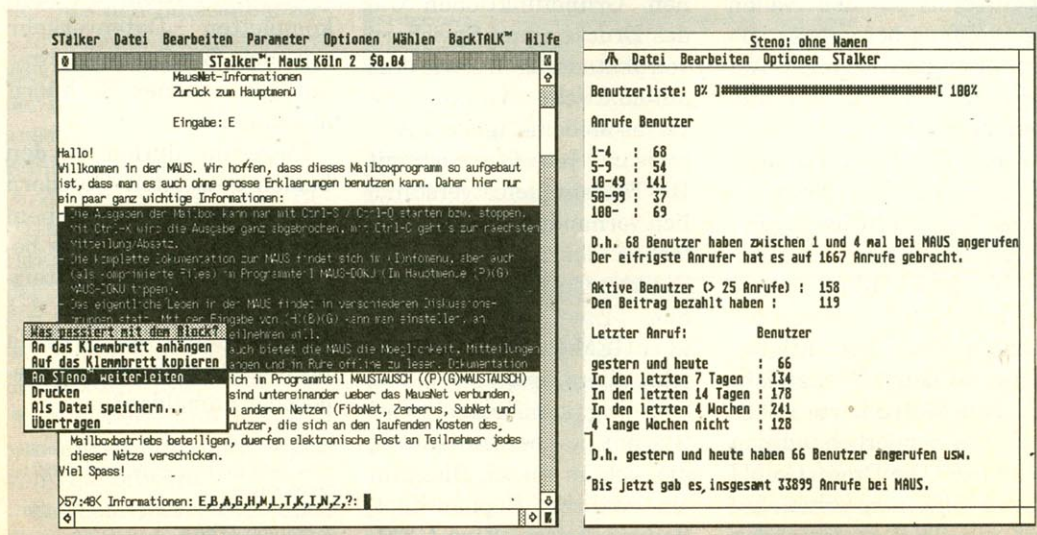 STalker Datei Bearbeiten Parameter Optionen Wählen BackTALK™ Hilfe
STalker™: Maus Köln 2 $0.04
MausNet-Informationen
Zurück zum Hauptmenü
Eingabe: E
Hallo!
Willkommen in der MAUS. Wir hoffen, dass dieses Mailboxprogramm so aufgebaut
ist, dass man es auch ohne grosse Erklaerungen benutzen kann. Daher hier nur
ein paar ganz wichtige Informationen:
- Die Ausgaben der Mailbox kann man mit Ctrl-S / Ctrl-Q starten bzw. stoppen.
Mit Ctrl-X wird die Ausgabe ganz abgebrochen, mit Ctrl-C geht's zur naechsten
Mitteilung/Absatz.
- Die komplette Dokumentation zur MAUS findet sich im (I)nfomenu, aber auch
(als komprimierte Files) im Programmteil MAUS-DOKU (Im Hauptmenue (P)(G)
MAUS-DOKU tippen).
- Das eigentliche Leben in der MAUS findet in verschiedenen Diskussions-
gruppen statt. Mit der Eingabe von (H)(B)(G) kann man einstellen, an
teilnehmen will.
auch bietet die MAUS die Moeglichkeit, Mitteilungen
angen und in Ruhe offline zu lesen. Dokumentation
ich im Programmteil MAUSTAUSCH ((P)(G)MAUSTAUSCH)
sind untereinander ueber das MausNet verbunden,
u anderen Netzen (FidoNet, Zerberus, SubNet und
nutzer, die sich an den laufenden Kosten des
Mailboxbetriebs beteiligen, duerfen elektronische Post an Teilnehmer jedes
dieser Netze verschicken.
Viel Spass!
>57:48< Informationen: E,B,A,G,H,M,L,T,K,I,N,Z,?:
Was passiert mit dem Block?
An das Klemmbrett anhängen
Auf das Klemmbrett kopieren
An STeno™ weiterleiten
Drucken
Als Datei speichern...
Übertragen
Steno: ohne Namen
Datei Bearbeiten Optionen STalker
Benutzerliste: 0% ]########################################[ 100%
Anrufe Benutzer
1-4 : 68
5-9 : 54
10-49 : 141
50-99 : 37
100- : 69
D.h. 68 Benutzer haben zwischen 1 und 4 mal bei MAUS angerufen
Der eifrigste Anrufer hat es auf 1667 Anrufe gebracht.
Aktive Benutzer (> 25 Anrufe) : 158
Den Beitrag bezahlt haben : 119
Letzter Anruf: Benutzer
gestern und heute : 66
In den letzten 7 Tagen : 134
In den letzten 14 Tagen : 178
In den letzten 4 Wochen : 241
4 lange Wochen nicht : 128
D.h. gestern und heute haben 66 Benutzer angerufen usw.
Bis jetzt gab es insgesamt 33899 Anrufe bei MAUS.